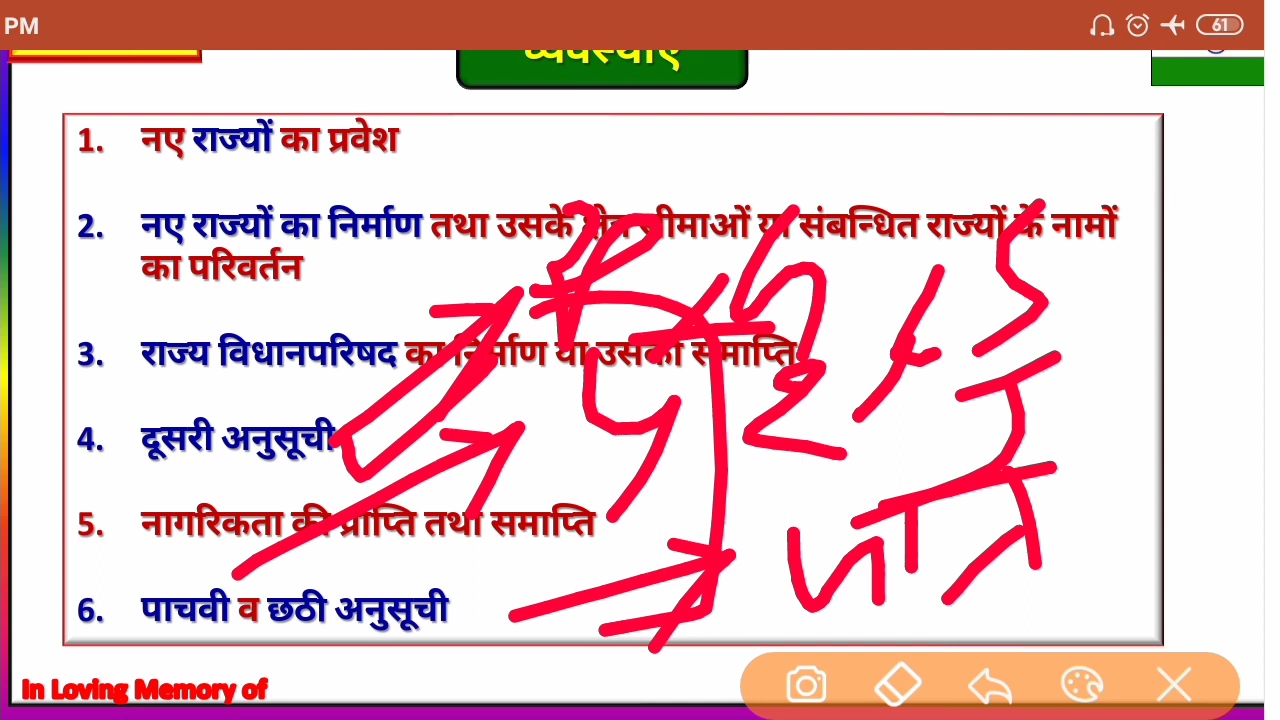 PM
61
व्यवस्थाएं
1. नए राज्यों का प्रवेश
2. नए राज्यों का निर्माण तथा उसके क्षेत्र सीमाओं या संबन्धित राज्यों के नामों
का परिवर्तन
3. राज्य विधानपरिषद का निर्माण या उसकी समाप्ति
4. दूसरी अनुसूची
5. नागरिकता की प्राप्ति तथा समाप्ति
6. पाचवी व छठी अनुसूची
In Loving Memory of